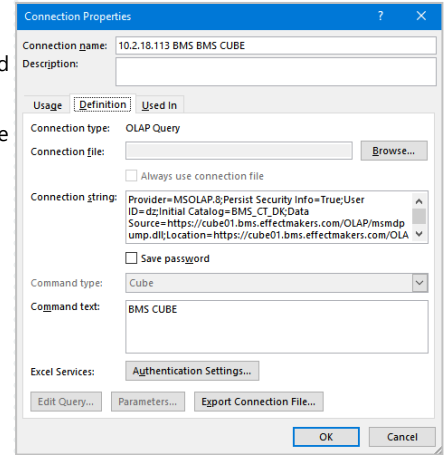 Connection Properties ? ×
Connection name: 10.2.18.113 BMS BMS CUBE
d
Description:
Usage Definition Used In
e
Connection type: OLAP Query
Connection file: Browse...
Always use connection file
Connection string: Provider=MSOLAP.8;Persist Security Info=True;User
ID=dz;Initial Catalog=BMS_CT_DK;Data
Source=https://cube01.bms.effectmakers.com/OLAP/msmdp
ump.dll;Location=https://cube01.bms.effectmakers.com/OLA
Save password
Command type: Cube
Command text: BMS CUBE
Excel Services: Authentication Settings...
Edit Query... Parameters... Export Connection File...
OK Cancel